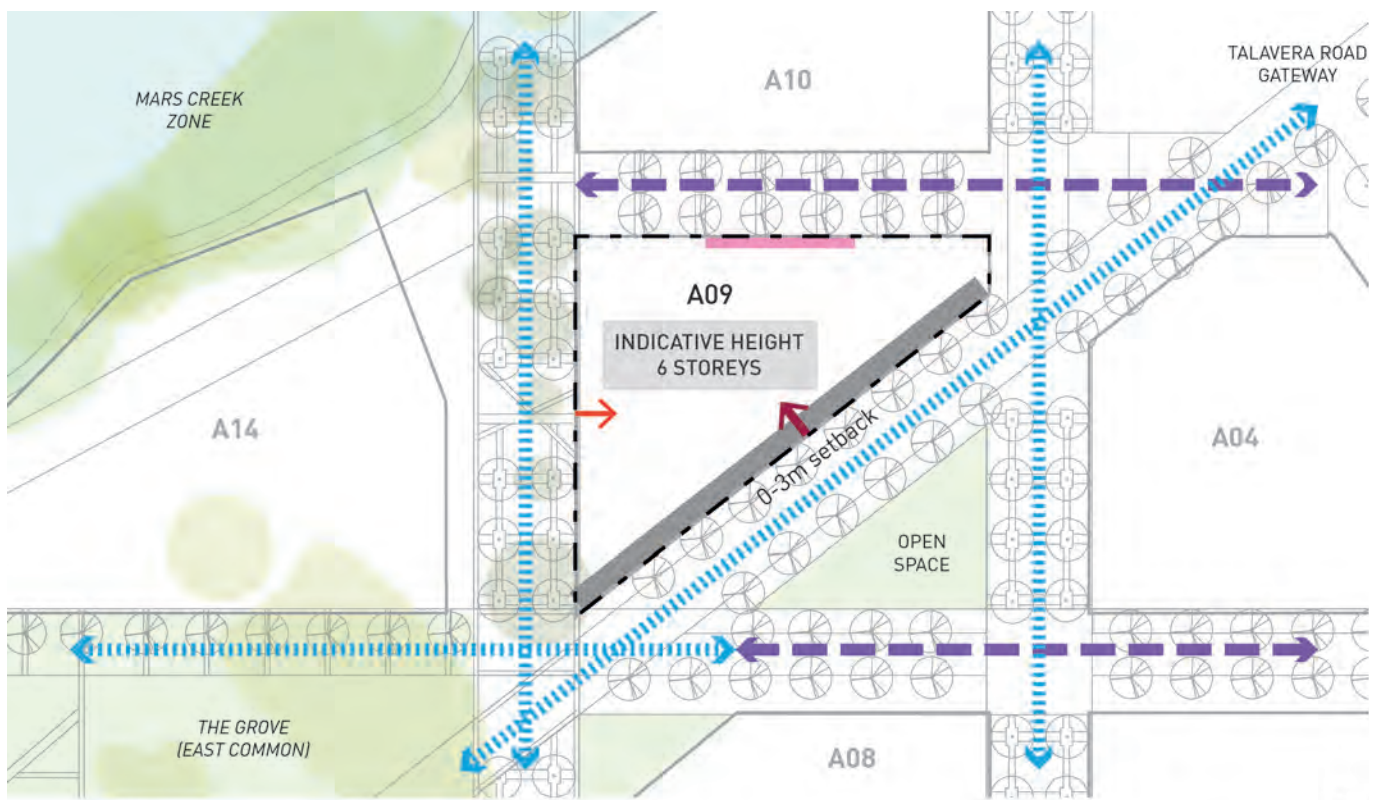 TALAVERA ROAD
GATEWAY
A10
MARS CREEK
ZONE
A09
INDICATIVE HEIGHT
6 STOREYS
A14
0-3m setback
A04
OPEN
SPACE
THE GROVE
(EAST COMMON)
A08